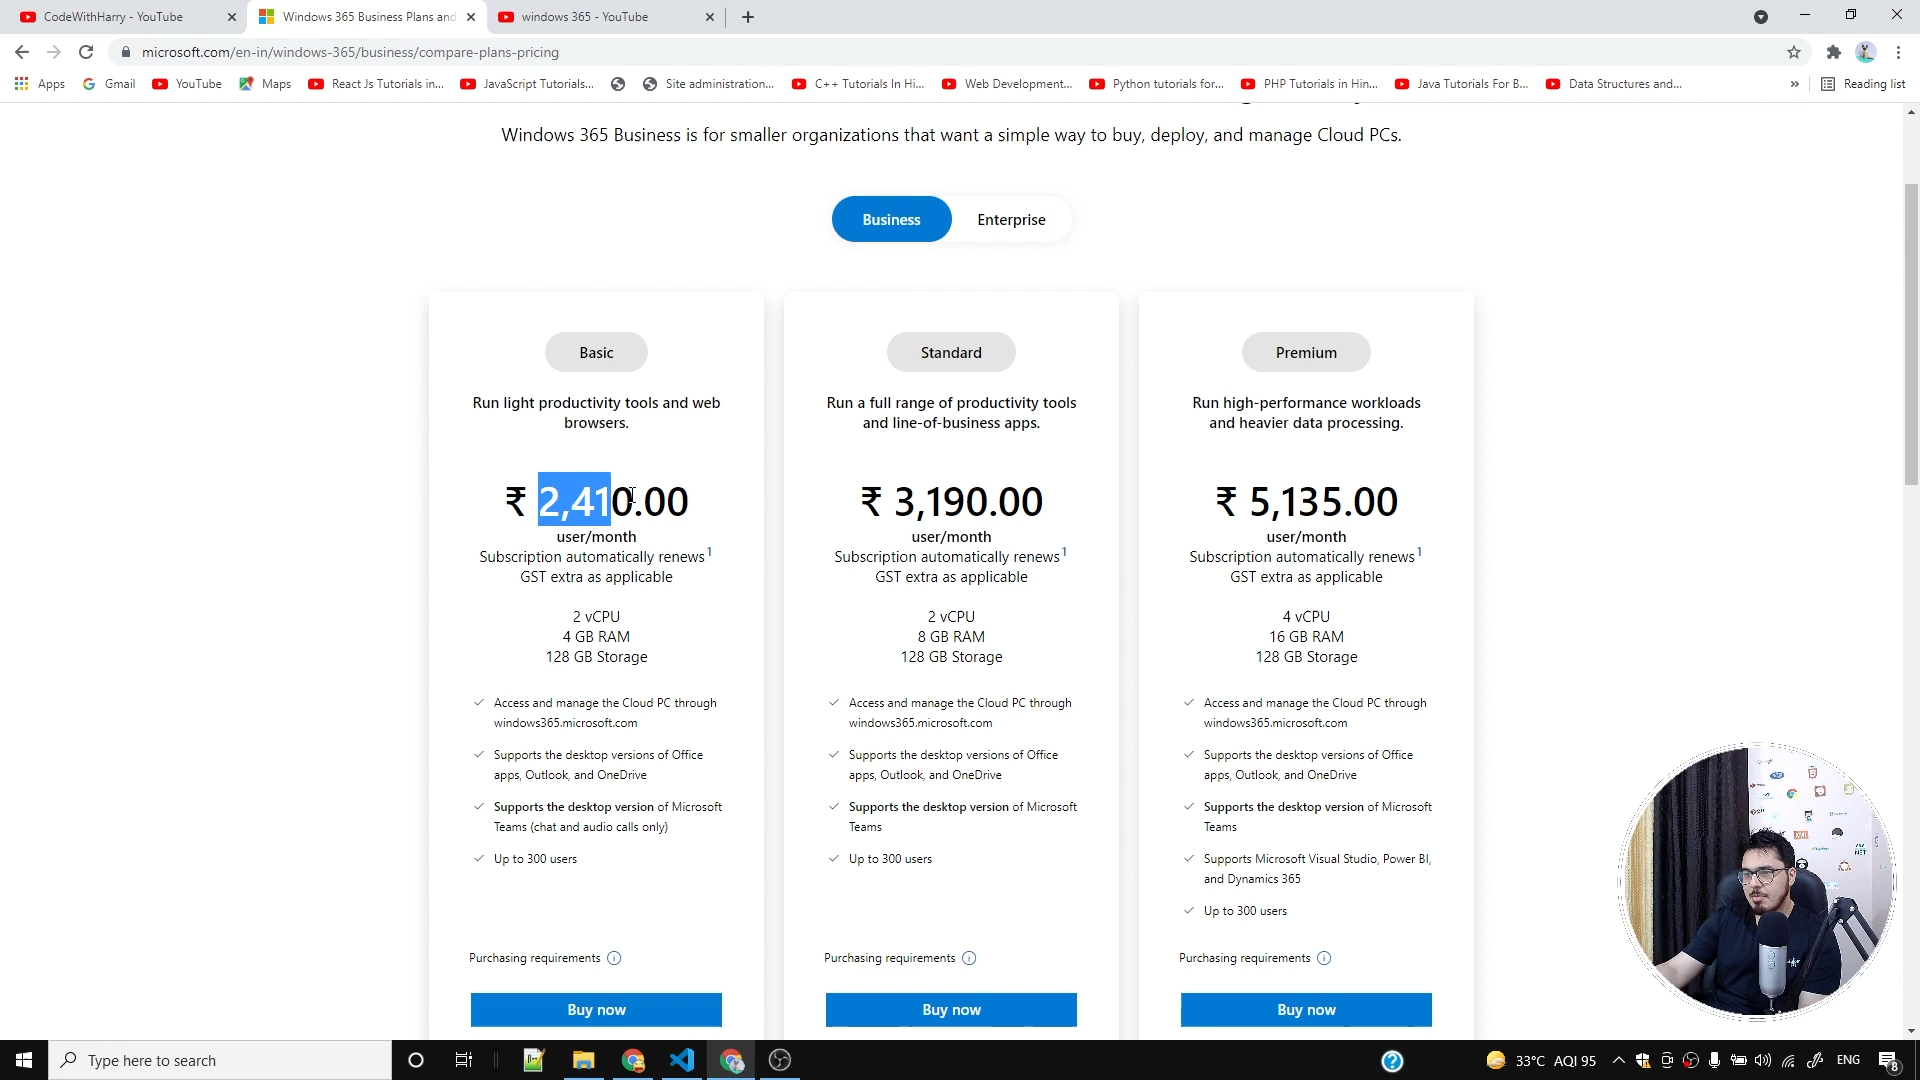 CodeWithHarry - YouTube
Windows 365 Business Plans and
windows 365 - YouTube
microsoft.com/en-in/windows-365/business/compare-plans-pricing
Apps
Gmail
YouTube
Maps
React Js Tutorials in...
JavaScript Tutorials...
Site administration...
C++ Tutorials In Hi...
Web Development...
Python tutorials for...
PHP Tutorials in Hin...
Java Tutorials For B...
Data Structures and...
»
Reading list
Windows 365 Business is for smaller organizations that want a simple way to buy, deploy, and manage Cloud PCs.
Business
Enterprise
Basic
Run light productivity tools and web
browsers.
₹ 2,410.00
user/month
Subscription automatically renews1
GST extra as applicable
2 vCPU
4 GB RAM
128 GB Storage
Access and manage the Cloud PC through
windows365.microsoft.com
Supports the desktop versions of Office
apps, Outlook, and OneDrive
Supports the desktop version of Microsoft
Teams (chat and audio calls only)
Up to 300 users
Purchasing requirements
Buy now
Standard
Run a full range of productivity tools
and line-of-business apps.
₹ 3,190.00
user/month
Subscription automatically renews1
GST extra as applicable
2 vCPU
8 GB RAM
128 GB Storage
Access and manage the Cloud PC through
windows365.microsoft.com
Supports the desktop versions of Office
apps, Outlook, and OneDrive
Supports the desktop version of Microsoft
Teams
Up to 300 users
Purchasing requirements
Buy now
Premium
Run high-performance workloads
and heavier data processing.
₹ 5,135.00
user/month
Subscription automatically renews1
GST extra as applicable
4 vCPU
16 GB RAM
128 GB Storage
Access and manage the Cloud PC through
windows365.microsoft.com
Supports the desktop versions of Office
apps, Outlook, and OneDrive
Supports the desktop version of Microsoft
Teams
Supports Microsoft Visual Studio, Power BI,
and Dynamics 365
Up to 300 users
Purchasing requirements
Buy now
Type here to search
33°C AQI 95
ENG
8